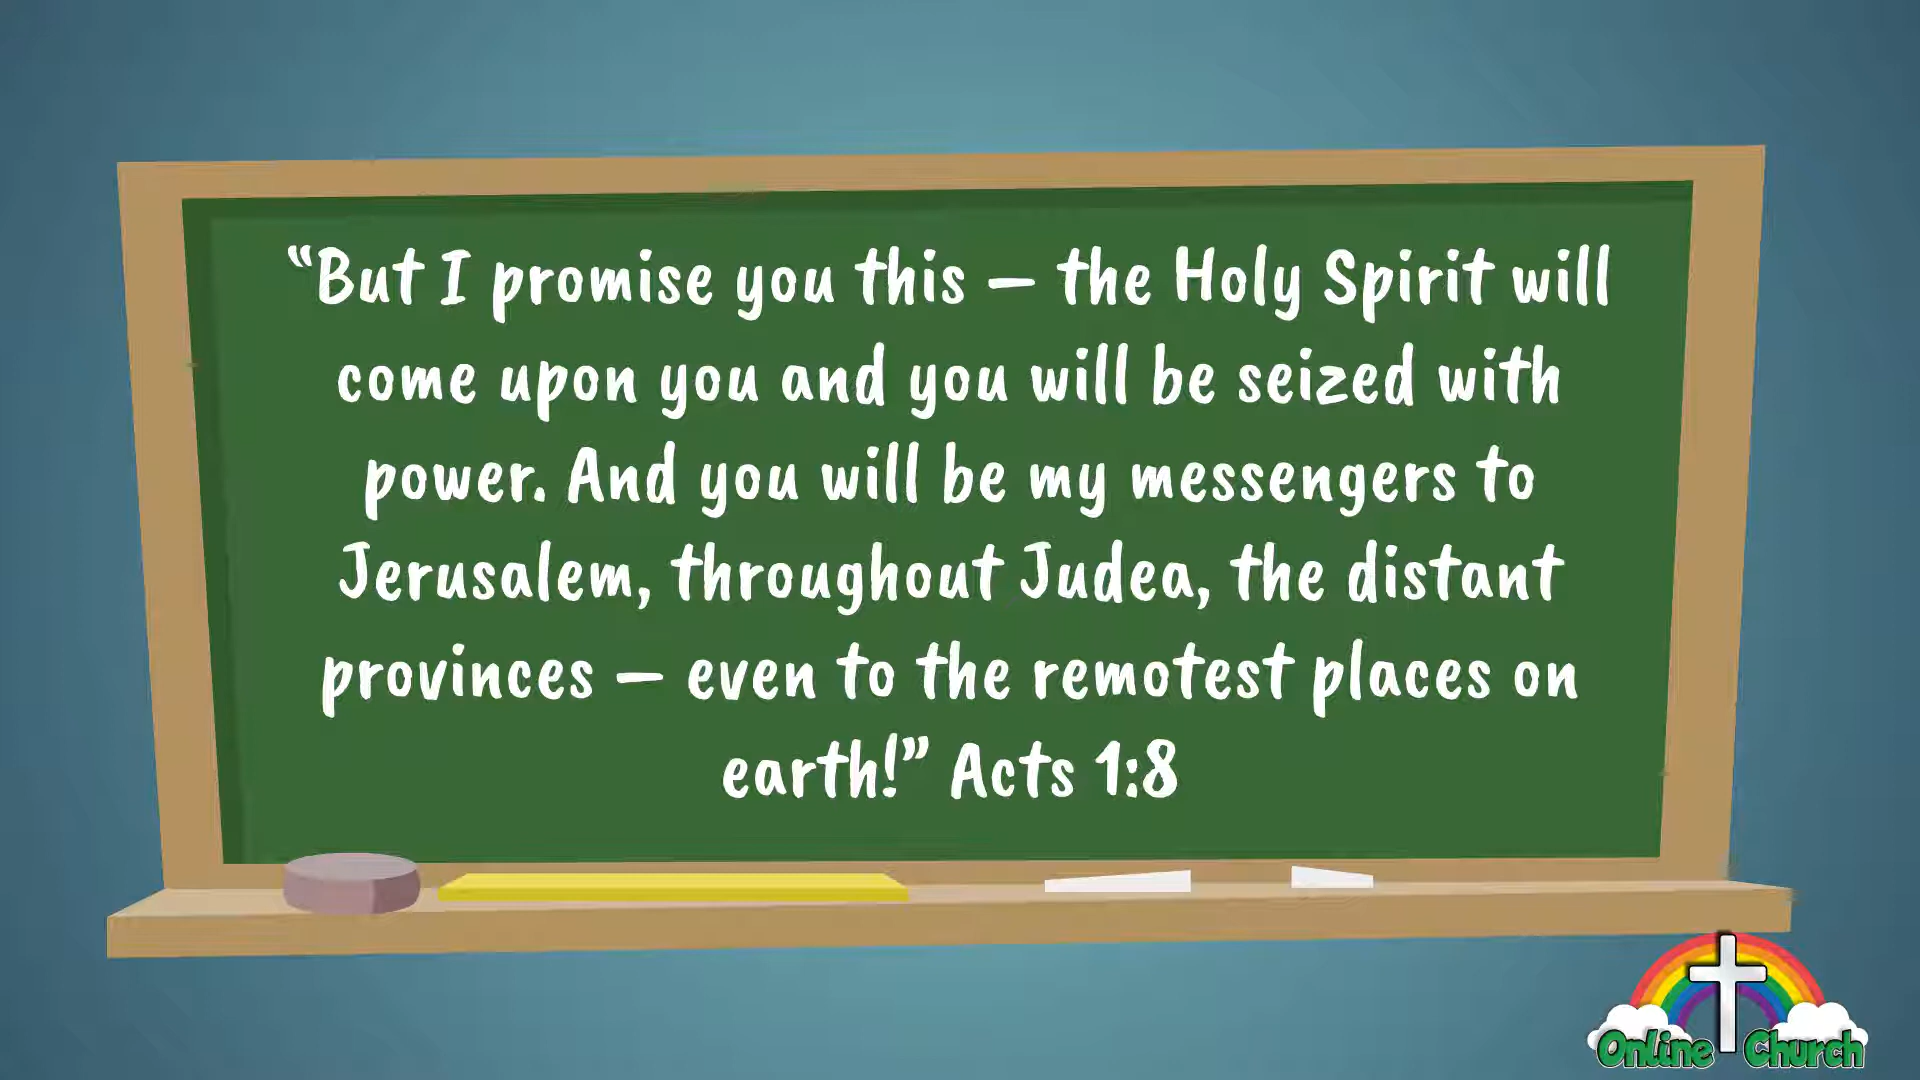 “But I promise you this – the Holy Spirit will
come upon you and you will be seized with
power. And you will be my messengers to
Jerusalem, throughout Judea, the distant
provinces – even to the remotest places on
earth!” Acts 1:8
Online Church